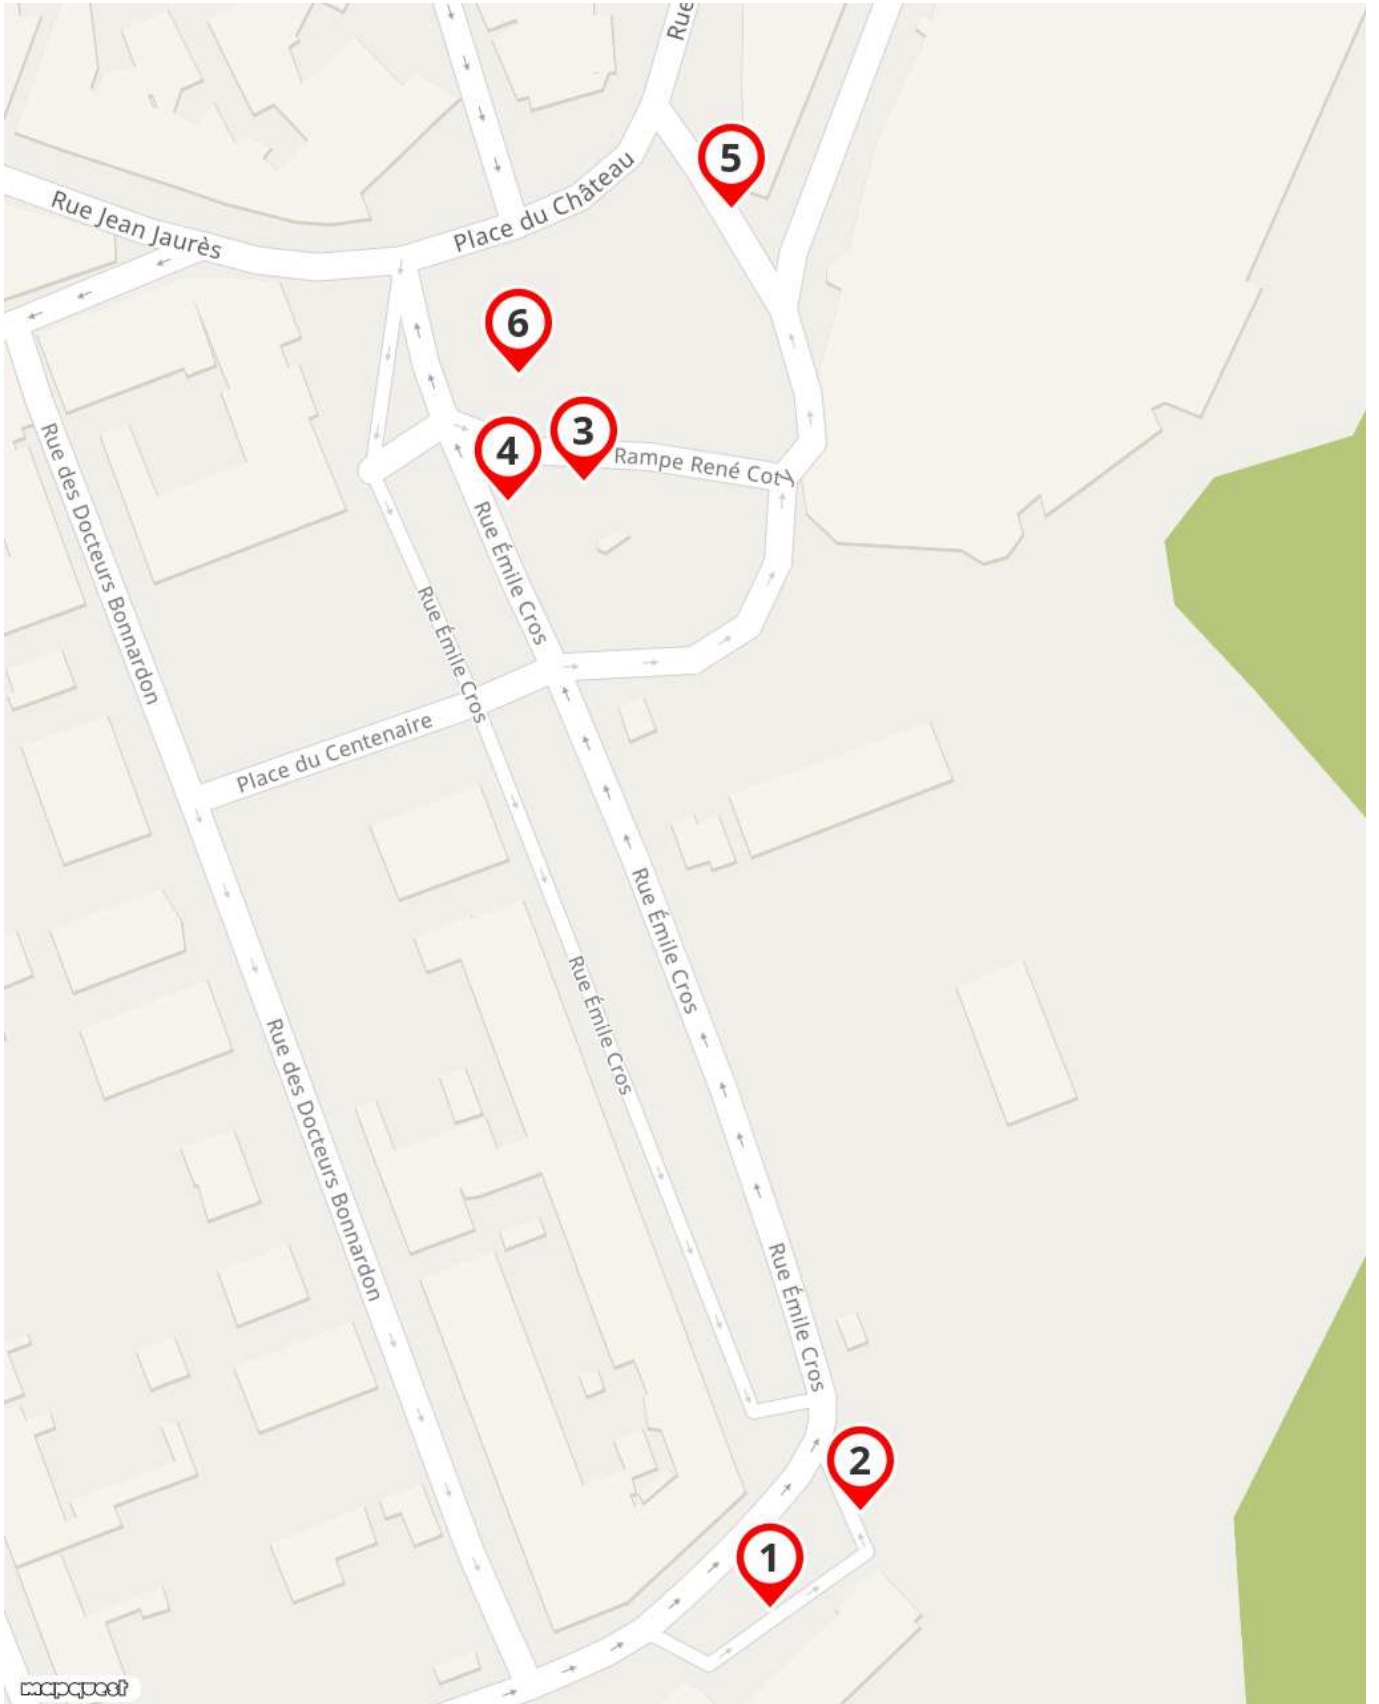 Rue
5
Place du Château
Rue Jean Jaurès
6
3
4
Rampe René Coty
Rue des Docteurs Bonnardon
Rue Émile Cros
Rue Émile Cros
Place du Centenaire
Rue Émile Cros
Rue Émile Cros
Rue des Docteurs Bonnardon
Rue Émile Cros
2
1
mapquest